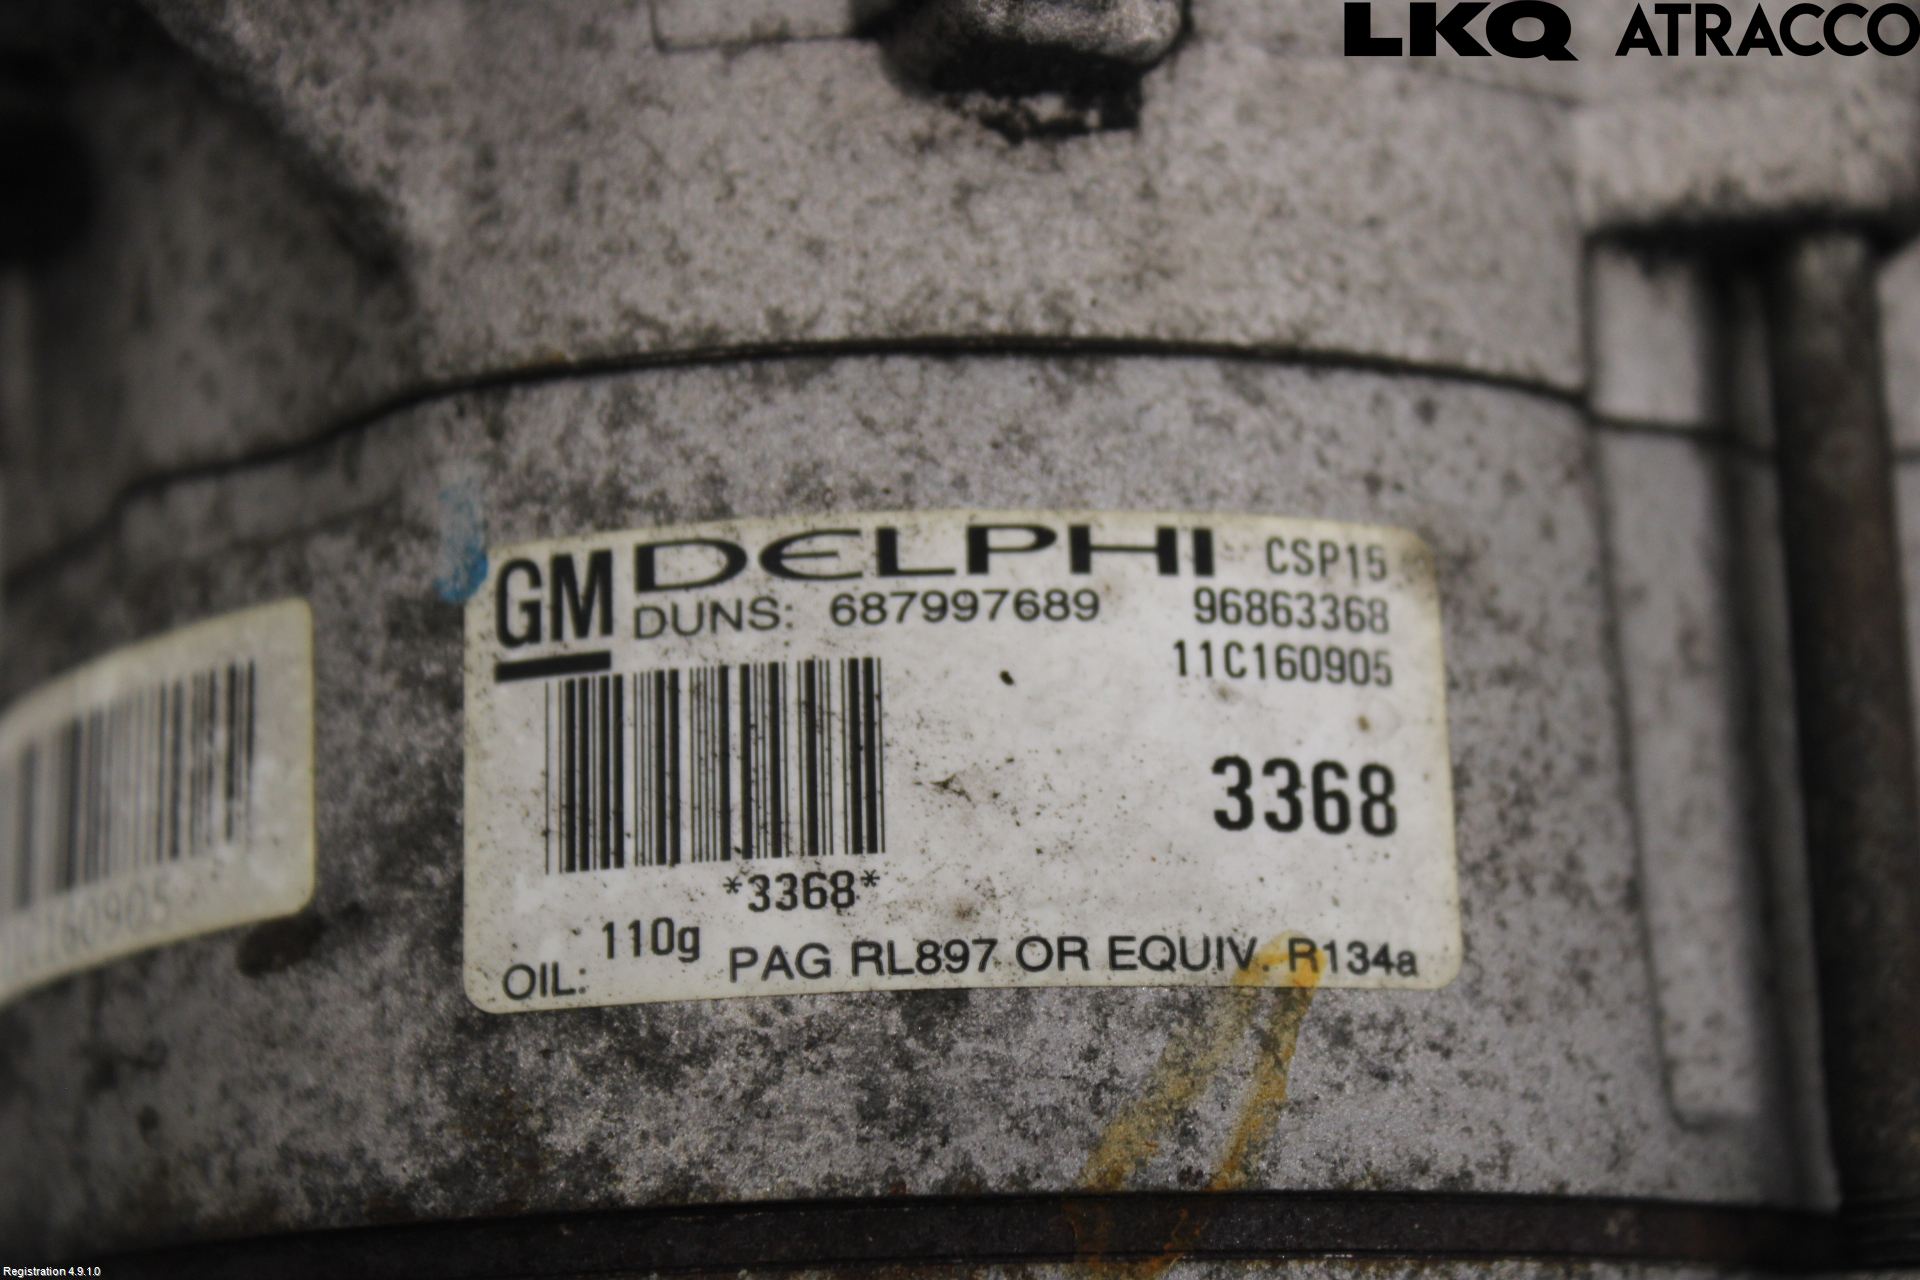 LKQ ATRACCO
GM DELPHI CSP15
DUNS: 687997689 96863368
11C160905
3368
*3368*
OIL: 110g PAG RL897 OR EQUIV. R134a
11C160905
Registration 4.9.1.0